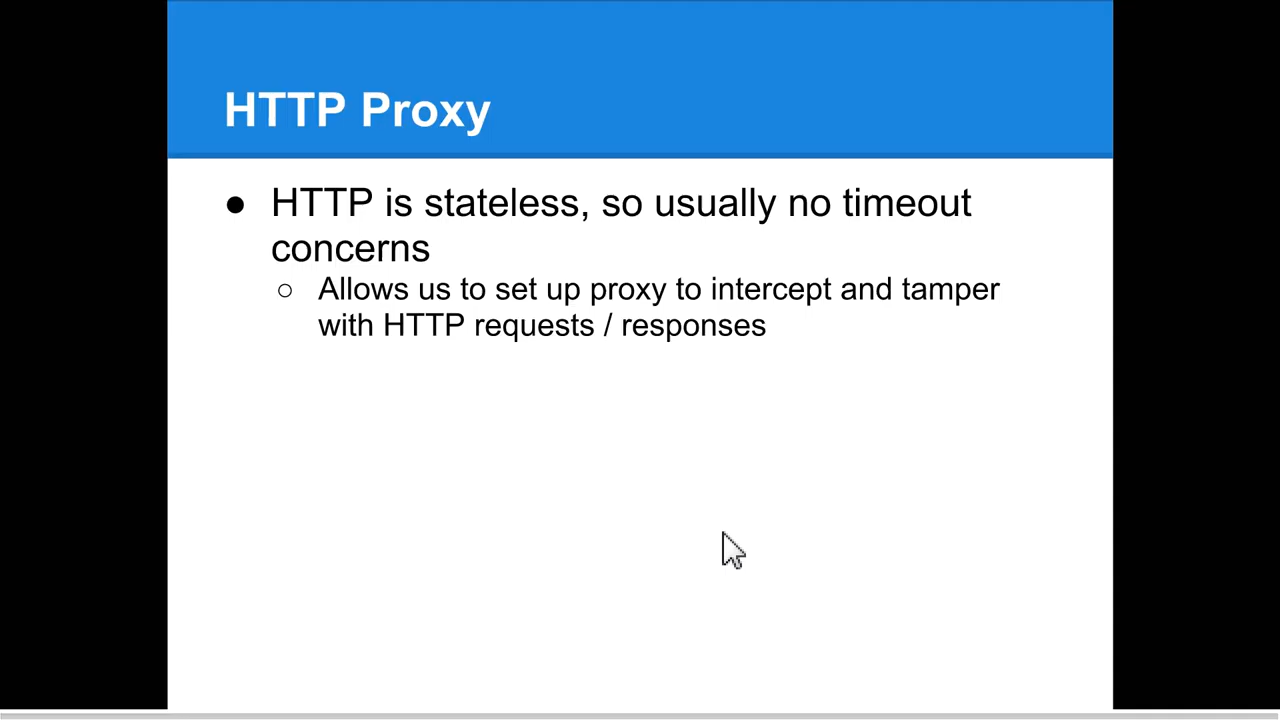 HTTP Proxy
● HTTP is stateless, so usually no timeout
concerns
○ Allows us to set up proxy to intercept and tamper
with HTTP requests / responses